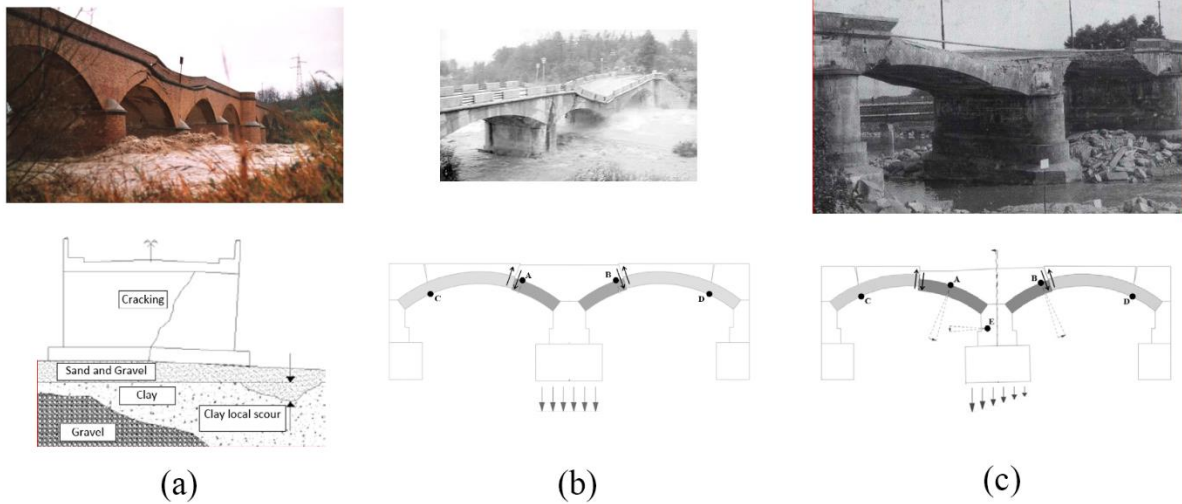 Cracking
Sand and Gravel
Clay
Clay local scour
Gravel
A
B
C
D
A
B
C
D
E
(a)
(b)
(c)